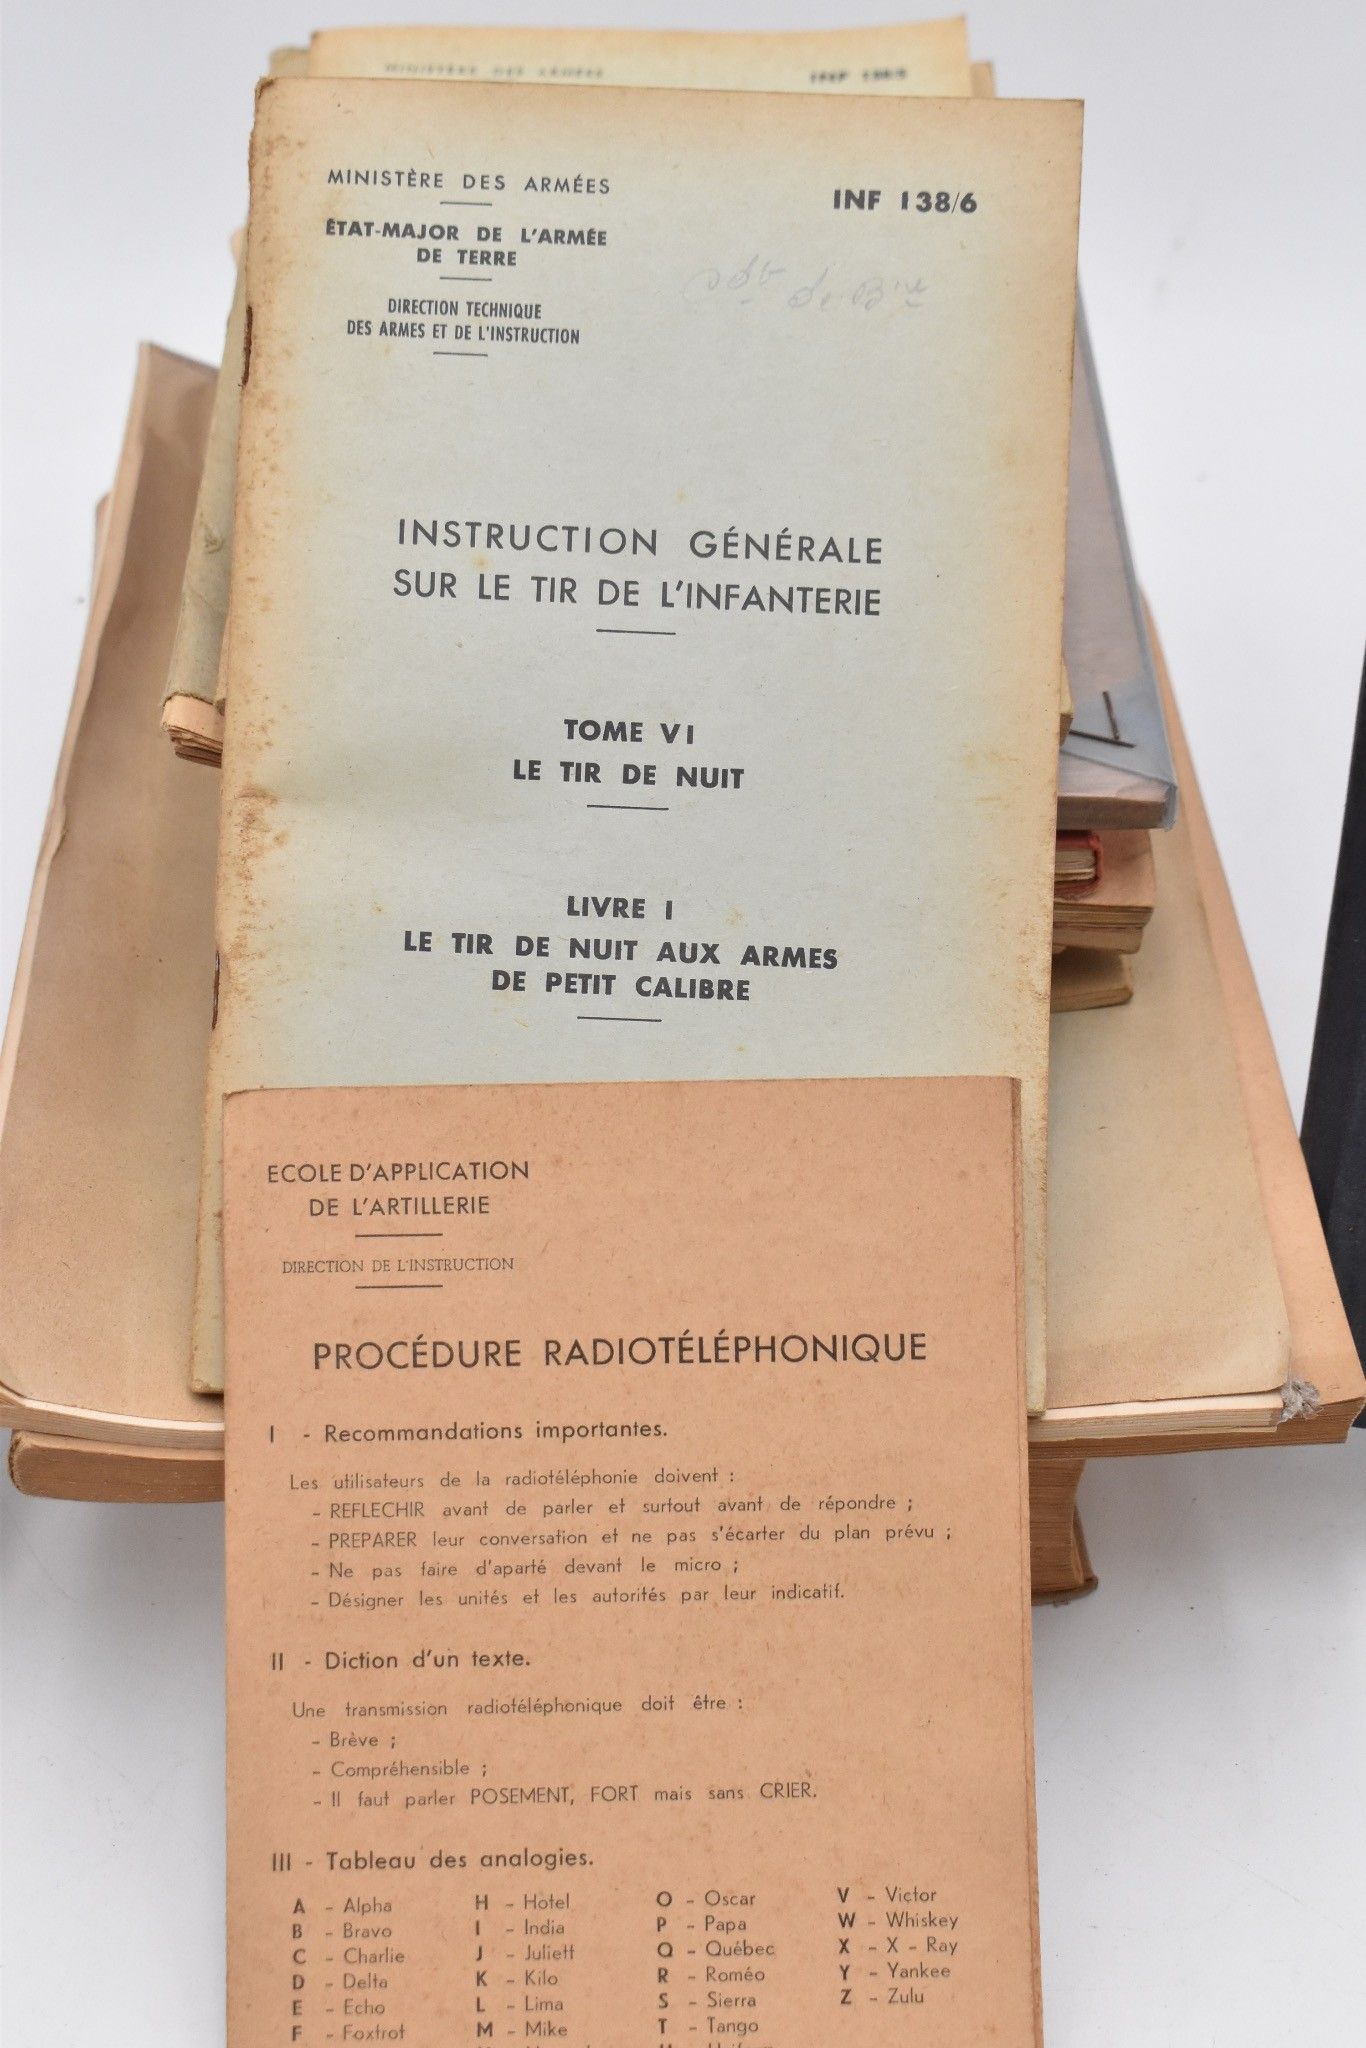 MINISTÈRE DES ARMÉES
INF 138/6
ÉTAT-MAJOR DE L'ARMÉE
DE TERRE
DIRECTION TECHNIQUE
DES ARMES ET DE L'INSTRUCTION
INSTRUCTION GÉNÉRALE
SUR LE TIR DE L'INFANTERIE
TOME VI
LE TIR DE NUIT
LIVRE I
LE TIR DE NUIT AUX ARMES
DE PETIT CALIBRE
ECOLE D'APPLICATION
DE L'ARTILLERIE
DIRECTION DE L'INSTRUCTION
PROCÉDURE RADIOTÉLÉPHONIQUE
I - Recommandations importantes.
Les utilisateurs de la radiotéléphonie doivent :
- REFLECHIR avant de parler et surtout avant de répondre ;
- PREPARER leur conversation et ne pas s'écarter du plan prévu ;
- Ne pas faire d'aparté devant le micro ;
- Désigner les unités et les autorités par leur indicatif.
II - Diction d'un texte.
Une transmission radiotéléphonique doit être :
- Brève ;
- Compréhensible ;
- Il faut parler POSEMENT, FORT mais sans CRIER.
III - Tableau des analogies.
A - Alpha H - Hotel O - Oscar V - Victor
B - Bravo I - India P - Papa W - Whiskey
C - Charlie J - Juliett Q - Québec X - X - Ray
D - Delta K - Kilo R - Roméo Y - Yankee
E - Echo L - Lima S - Sierra Z - Zulu
F - Foxtrot M - Mike T - Tango